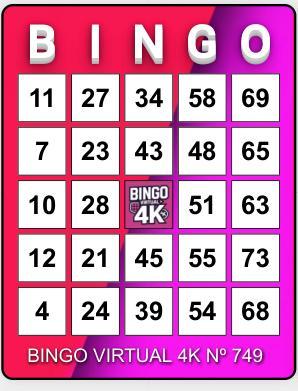 B I N G O
11 27 34 58 69
7 23 43 48 65
10 28 BINGO VIRTUAL 4K 51 63
12 21 45 55 73
4 24 39 54 68
BINGO VIRTUAL 4K Nº 749